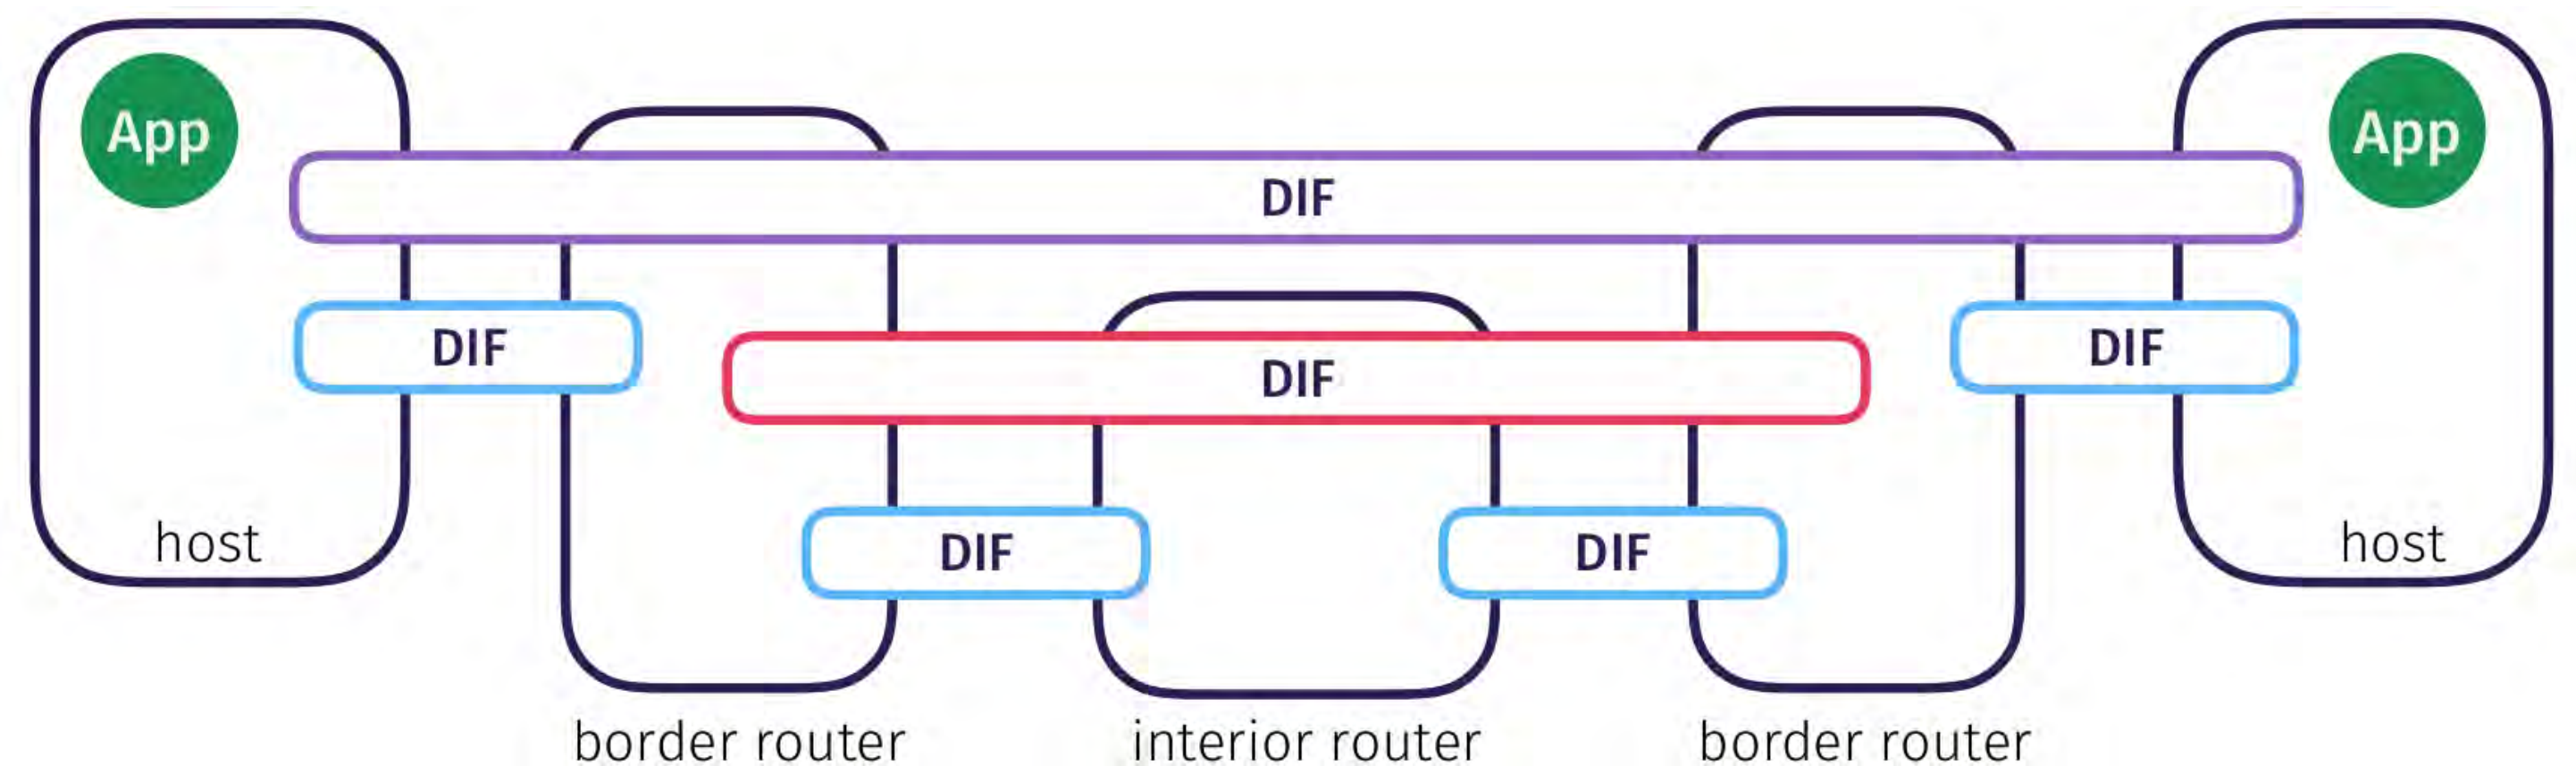 App
App
DIF
DIF
DIF
DIF
DIF
DIF
host
host
border router
interior router
border router